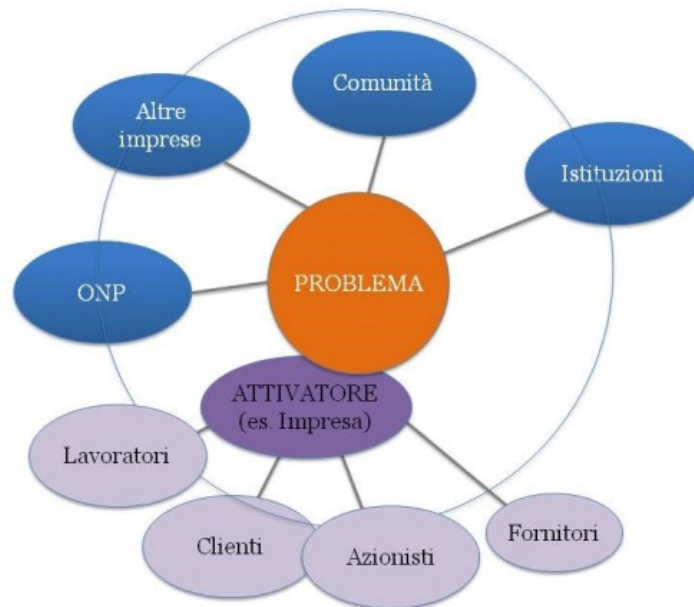 Comunità
Altre
imprese
Istituzioni
PROBLEMA
ONP
ATTIVATORE
(es. Impresa)
Lavoratori
Fornitori
Clienti
Azionisti